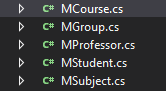 C# MCourse.cs
C# MGroup.cs
C# MProfessor.cs
C# MStudent.cs
C# MSubject.cs